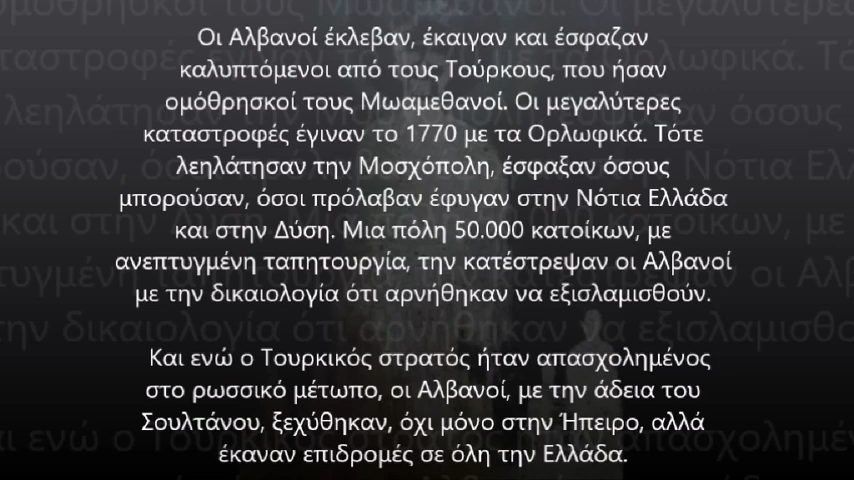 Οι Αλβανοί έκλεβαν, έκαιγαν και έσφαζαν
καλυπτόμενοι από τους Τούρκους, που ήσαν
ομόθρησκοί τους Μωαμεθανοί. Οι μεγαλύτερες
καταστροφές έγιναν το 1770 με τα Ορλωφικά. Τότε
λεηλάτησαν την Μοσχόπολη, έσφαξαν όσους
μπορούσαν, όσοι πρόλαβαν έφυγαν στην Νότια Ελλάδα
και στην Δύση. Μια πόλη 50.000 κατοίκων, με
ανεπτυγμένη ταπητουργία, την κατέστρεψαν οι Αλβανοί
με την δικαιολογία ότι αρνήθηκαν να εξισλαμισθούν.
Και ενώ ο Τουρκικός στρατός ήταν απασχολημένος
στο ρωσσικό μέτωπο, οι Αλβανοί, με την άδεια του
Σουλτάνου, ξεχύθηκαν, όχι μόνο στην Ήπειρο, αλλά
έκαναν επιδρομές σε όλη την Ελλάδα.